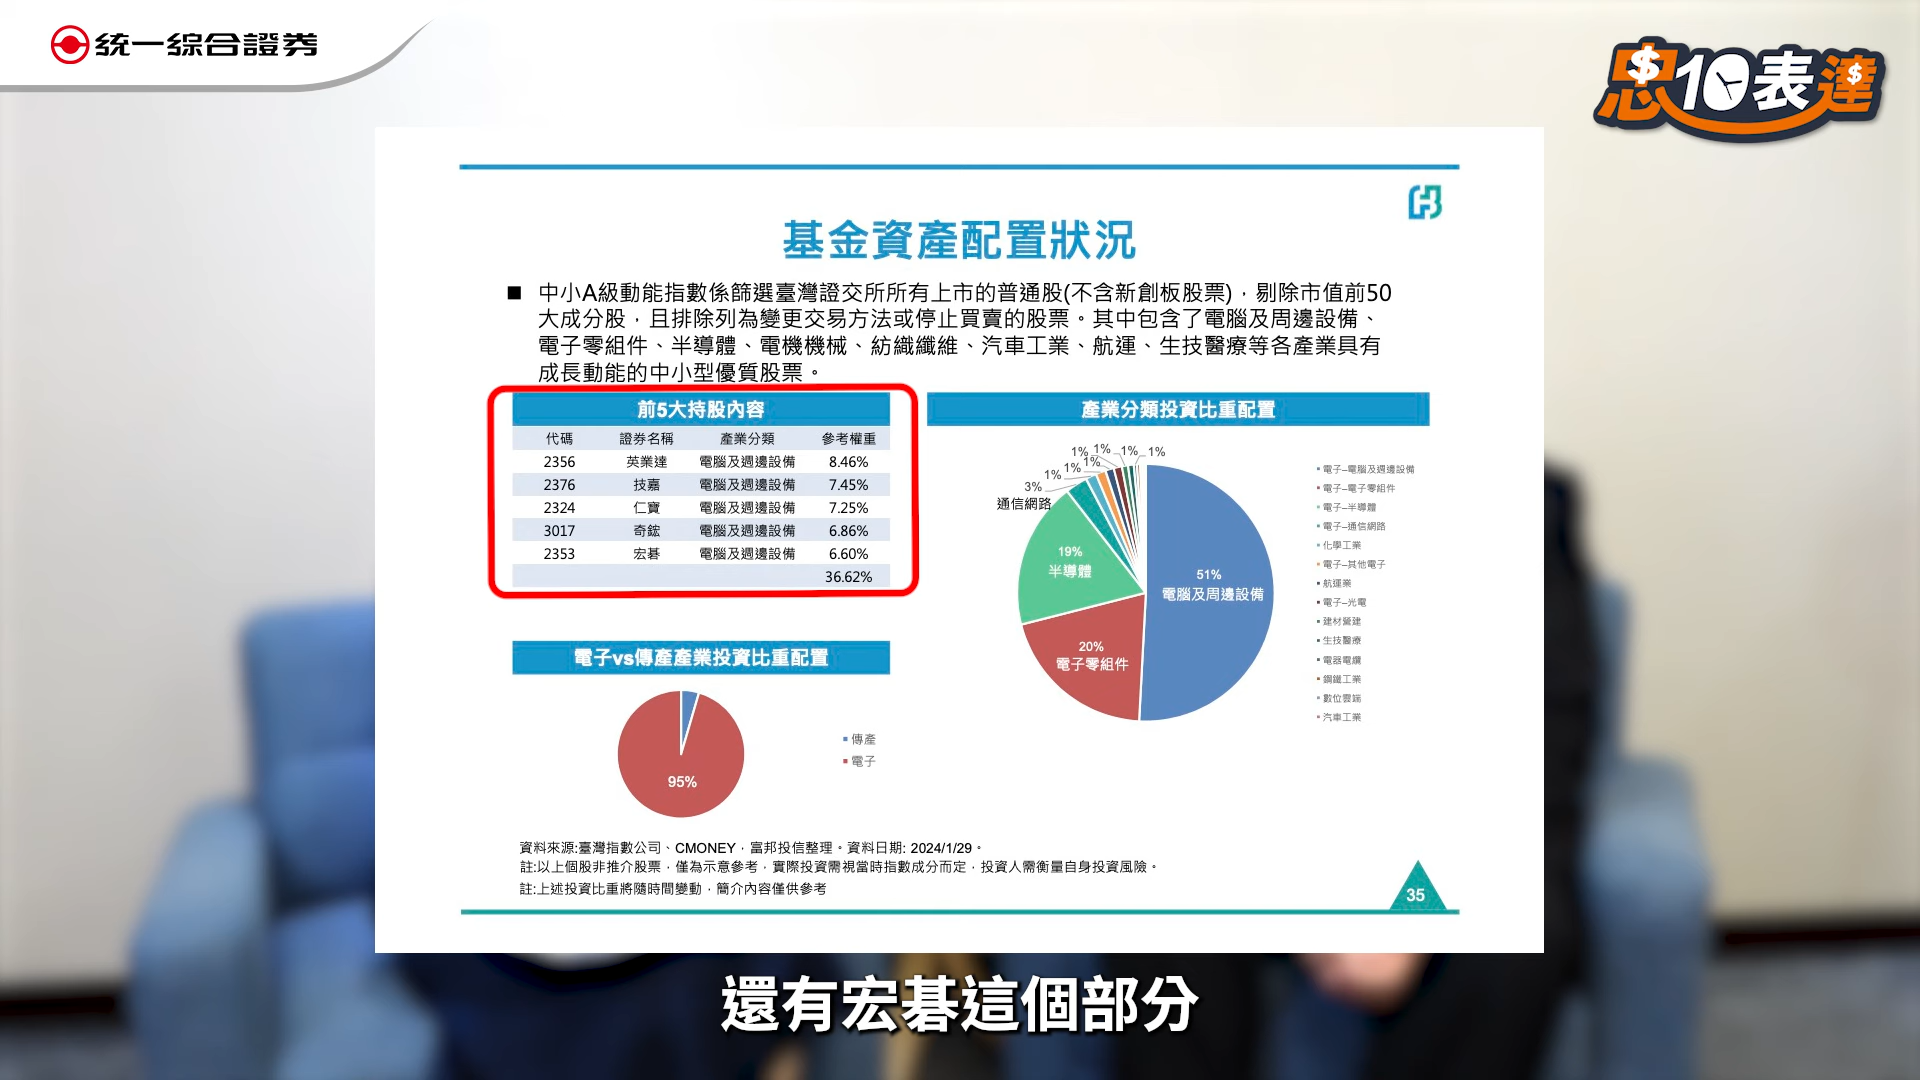 統一綜合證券
忠10表達
基金資產配置狀況
■ 中小A級動能指數係篩選臺灣證交所所有上市的普通股(不含新創板股票)，剔除市值前50
大成分股，且排除列為變更交易方法或停止買賣的股票。其中包含了電腦及周邊設備、
電子零組件、半導體、電機機械、紡織纖維、汽車工業、航運、生技醫療等各產業具有
成長動能的中小型優質股票。
前5大持股內容
代碼 證券名稱 產業分類 參考權重
2356 英業達 電腦及週邊設備 8.46%
2376 技嘉 電腦及週邊設備 7.45%
2324 仁寶 電腦及週邊設備 7.25%
3017 奇鋐 電腦及週邊設備 6.86%
2353 宏碁 電腦及週邊設備 6.60%
36.62%
產業分類投資比重配置
1% 1% 1% 1%
1% 1% 1%
3%
通信網路
19%
半導體
51%
電腦及周邊設備
20%
電子零組件
電子–電腦及週邊設備
電子–電子零組件
電子–半導體
電子–通信網路
化學工業
電子–其他電子
航運業
電子–光電
建材營建
生技醫療
電器電纜
鋼鐵工業
數位雲端
汽車工業
電子vs傳產產業投資比重配置
95%
傳產
電子
資料來源:臺灣指數公司、CMONEY，富邦投信整理。資料日期: 2024/1/29。
註:以上個股非推介股票，僅為示意參考，實際投資需視當時指數成分而定，投資人需衡量自身投資風險。
註:上述投資比重將隨時間變動，簡介內容僅供參考
35
還有宏碁這個部分